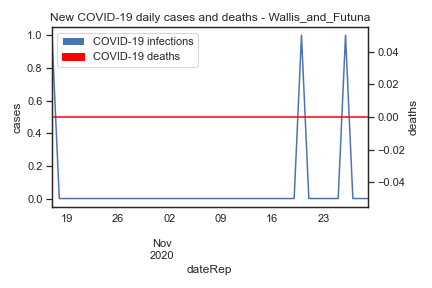 New COVID-19 daily cases and deaths - Wallis_and_Futuna
COVID-19 infections
COVID-19 deaths
1.0
0.8
0.6
0.4
0.2
0.0
cases
0.04
0.02
0.00
−0.02
−0.04
deaths
19 26 02 09 16 23
Nov
2020
dateRep